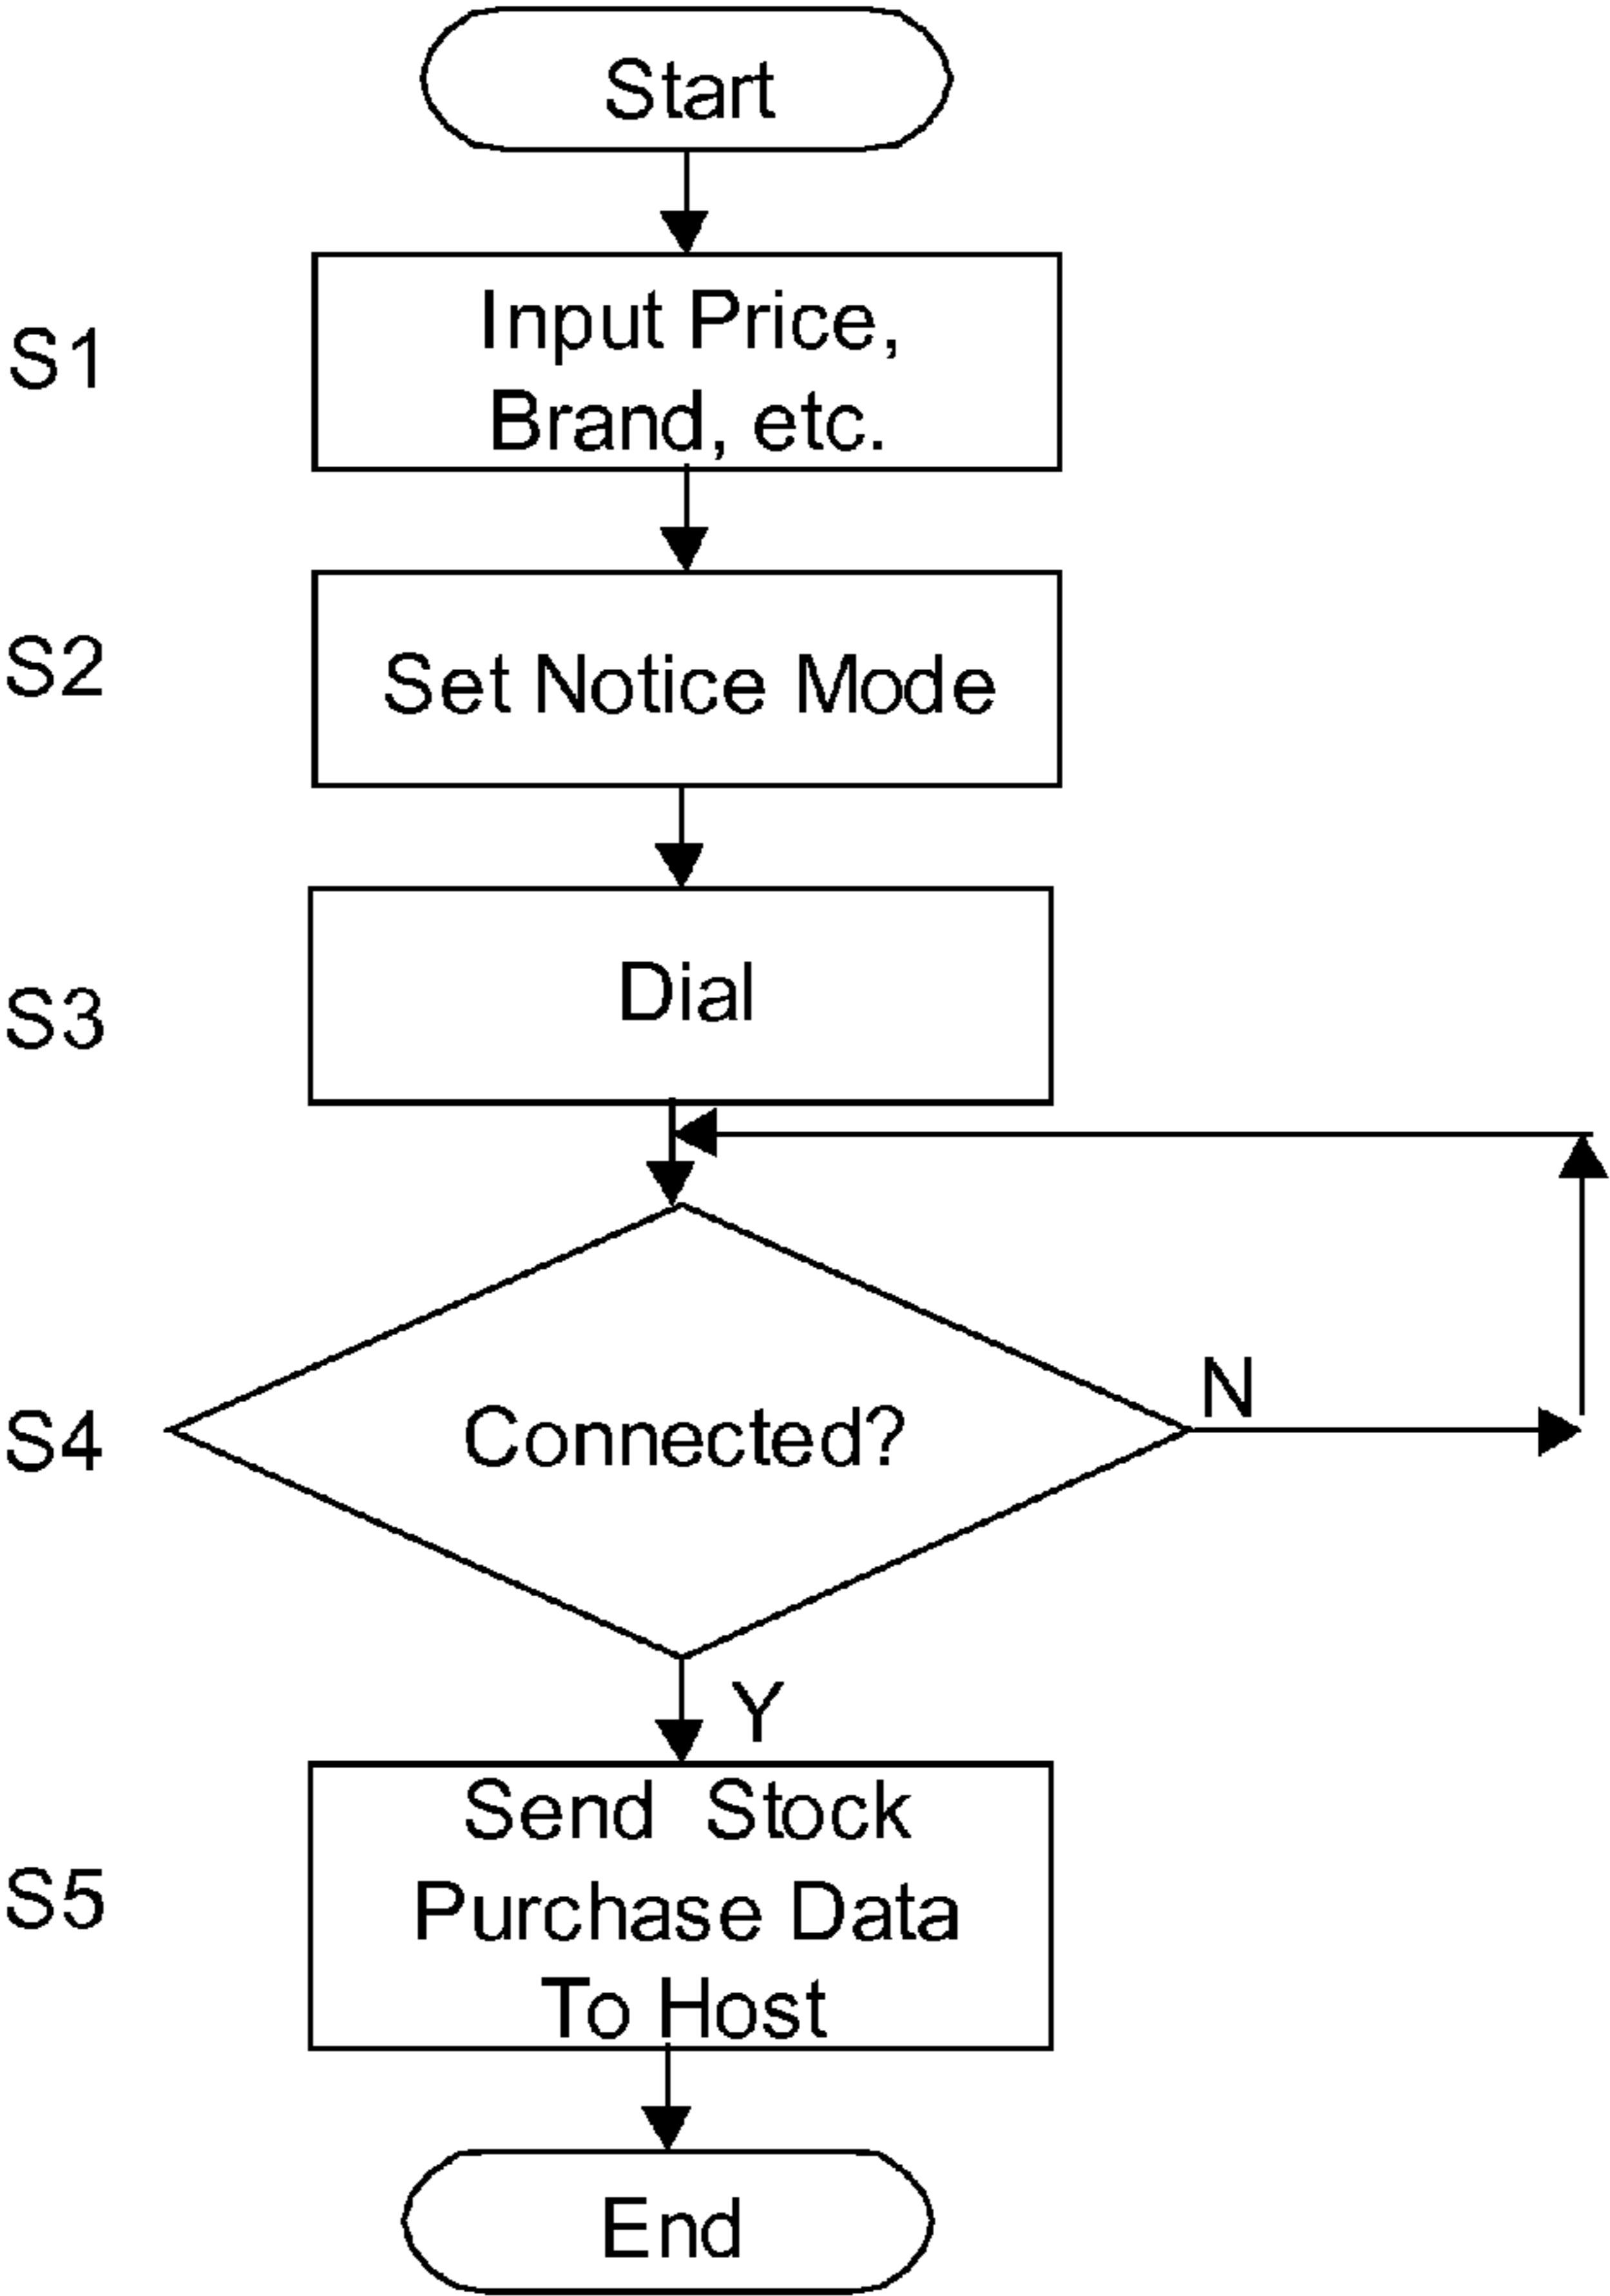 Start
S1
Input Price,
Brand, etc.
S2
Set Notice Mode
S3
Dial
S4
Connected?
N
Y
S5
Send Stock
Purchase Data
To Host
End